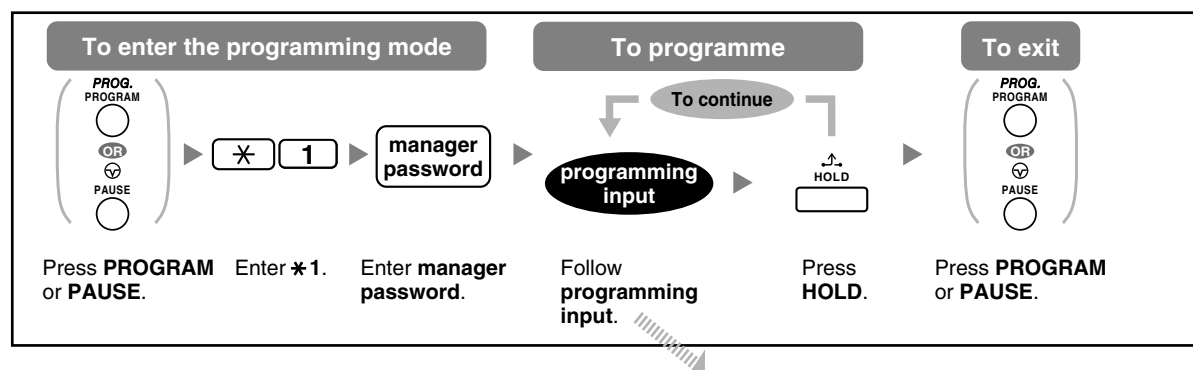 To enter the programming mode
To programme
To exit
PROG.
PROGRAM
OR
PAUSE
✳
1
manager
password
To continue
programming
input
HOLD
PROG.
PROGRAM
OR
PAUSE
Press PROGRAM
or PAUSE.
Enter ✳1.
Enter manager
password.
Follow
programming
input.
Press
HOLD.
Press PROGRAM
or PAUSE.